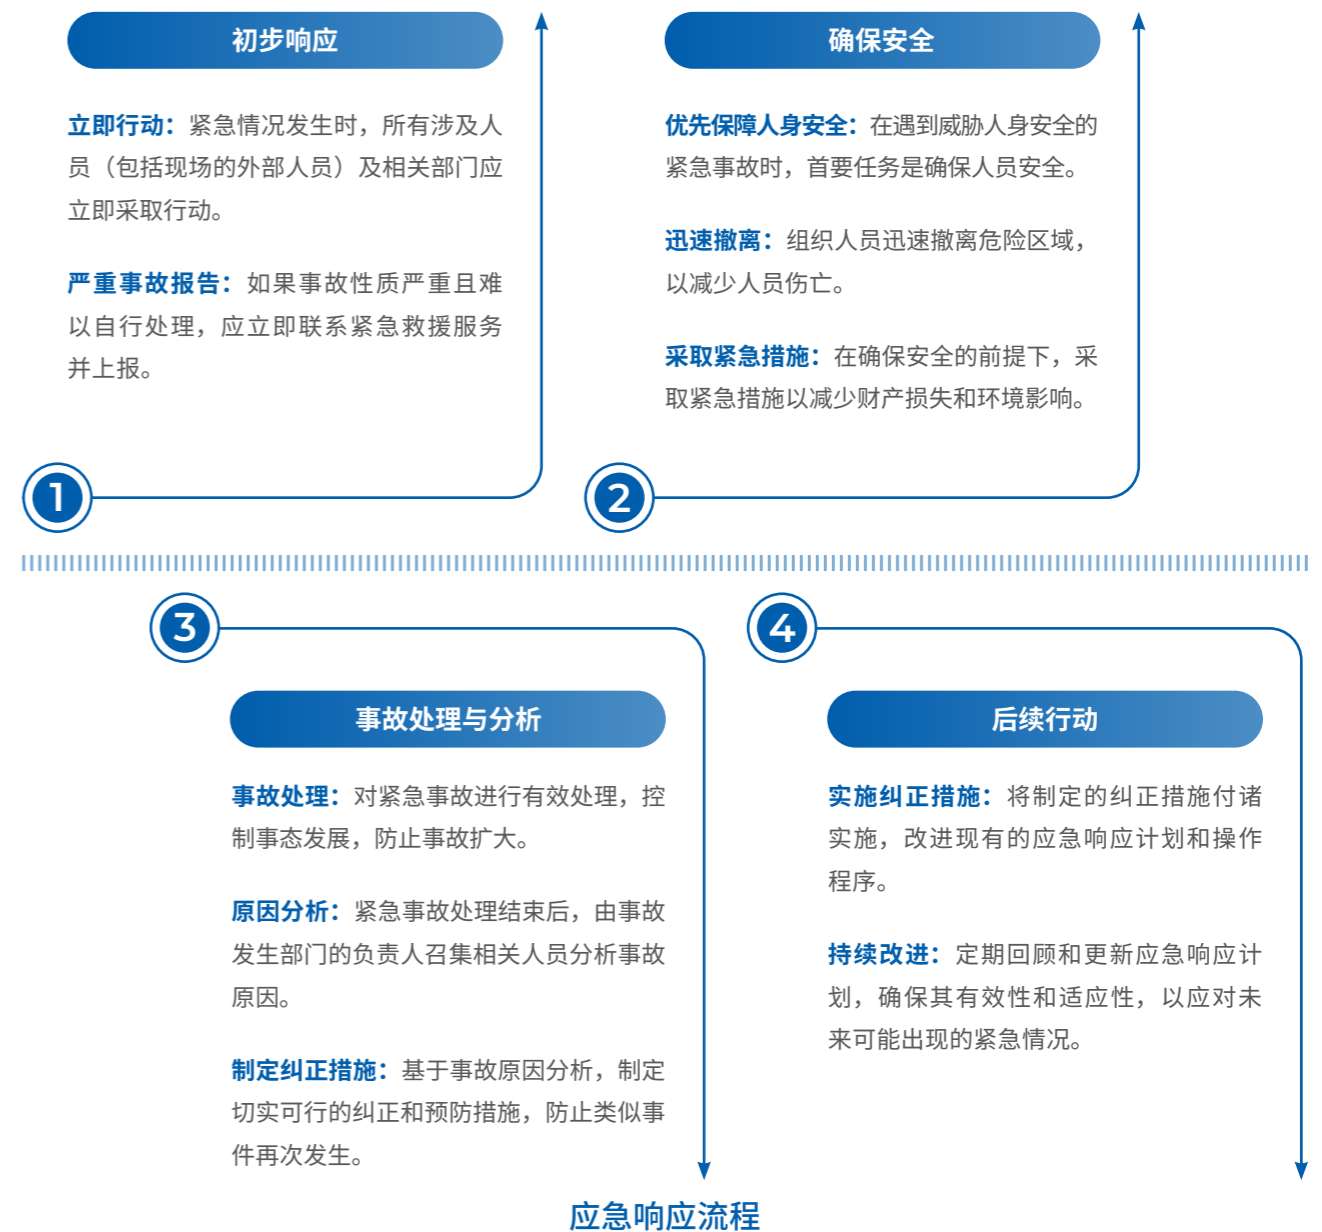 初步响应
立即行动：紧急情况发生时，所有涉及人
员（包括现场的外部人员）及相关部门应
立即采取行动。
严重事故报告：如果事故性质严重且难
以自行处理，应立即联系紧急救援服务
并上报。
1
确保安全
优先保障人身安全：在遇到威胁人身安全的
紧急事故时，首要任务是确保人员安全。
迅速撤离：组织人员迅速撤离危险区域，
以减少人员伤亡。
采取紧急措施：在确保安全的前提下，采
取紧急措施以减少财产损失和环境影响。
2
3
事故处理与分析
事故处理：对紧急事故进行有效处理，控
制事态发展，防止事故扩大。
原因分析：紧急事故处理结束后，由事故
发生部门的负责人召集相关人员分析事故
原因。
制定纠正措施：基于事故原因分析，制定
切实可行的纠正和预防措施，防止类似事
件再次发生。
4
后续行动
实施纠正措施：将制定的纠正措施付诸
实施，改进现有的应急响应计划和操作
程序。
持续改进：定期回顾和更新应急响应计
划，确保其有效性和适应性，以应对未
来可能出现的紧急情况。
应急响应流程